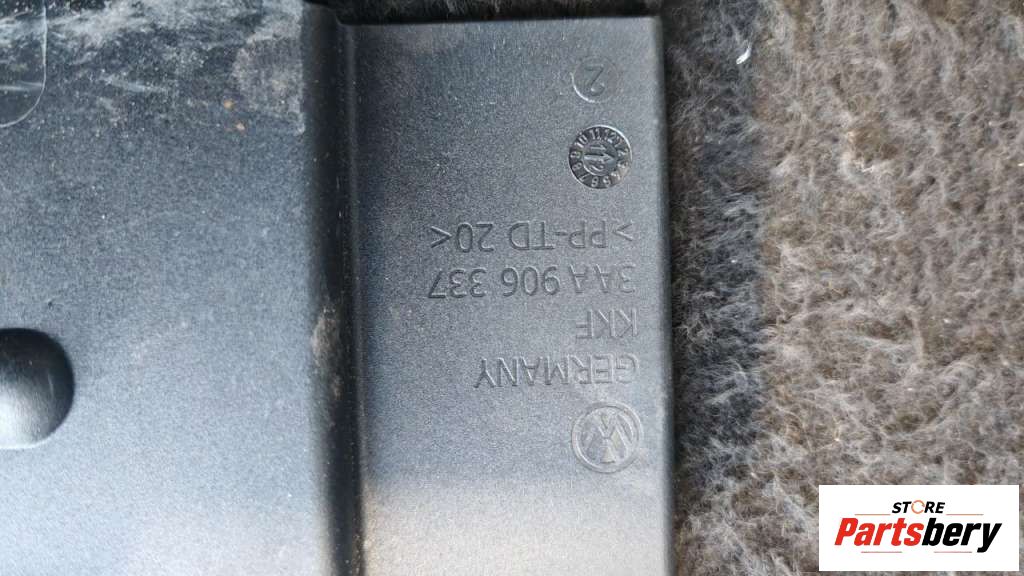 GERMANY
KKF
3AA 906 337
>PP-TD 20<
2
STORE
Partsbery